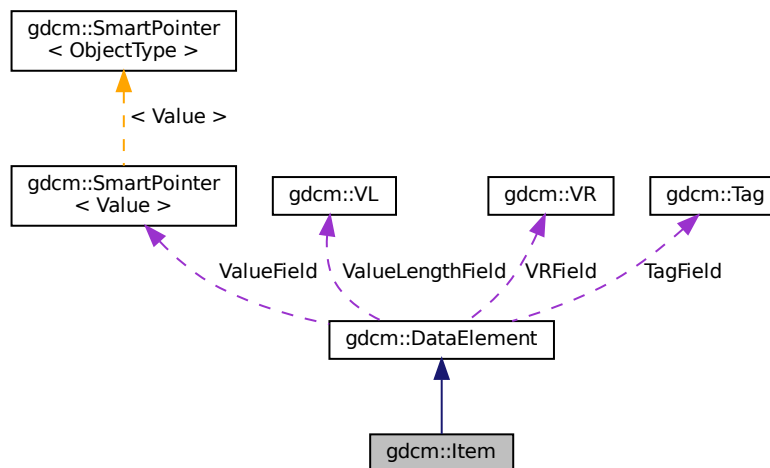 gdcm::SmartPointer
< ObjectType >
< Value >
gdcm::SmartPointer
< Value >
gdcm::VL
gdcm::VR
gdcm::Tag
ValueField
ValueLengthField
VRField
TagField
gdcm::DataElement
gdcm::Item